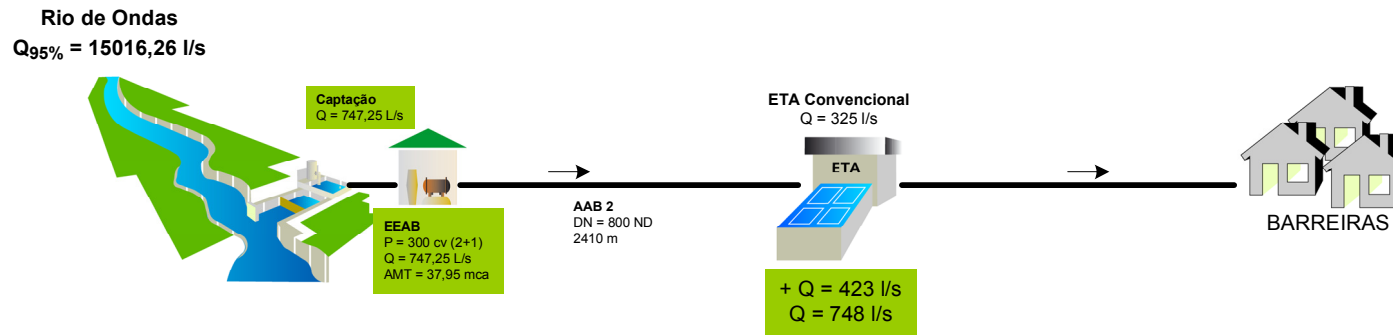 Rio de Ondas
Q95% = 15016,26 l/s
Captação
Q = 747,25 L/s
EEAB
P = 300 cv (2+1)
Q = 747,25 L/s
AMT = 37,95 mca
AAB 2
DN = 800 ND
2410 m
ETA Convencional
Q = 325 l/s
ETA
+ Q = 423 l/s
Q = 748 l/s
BARREIRAS